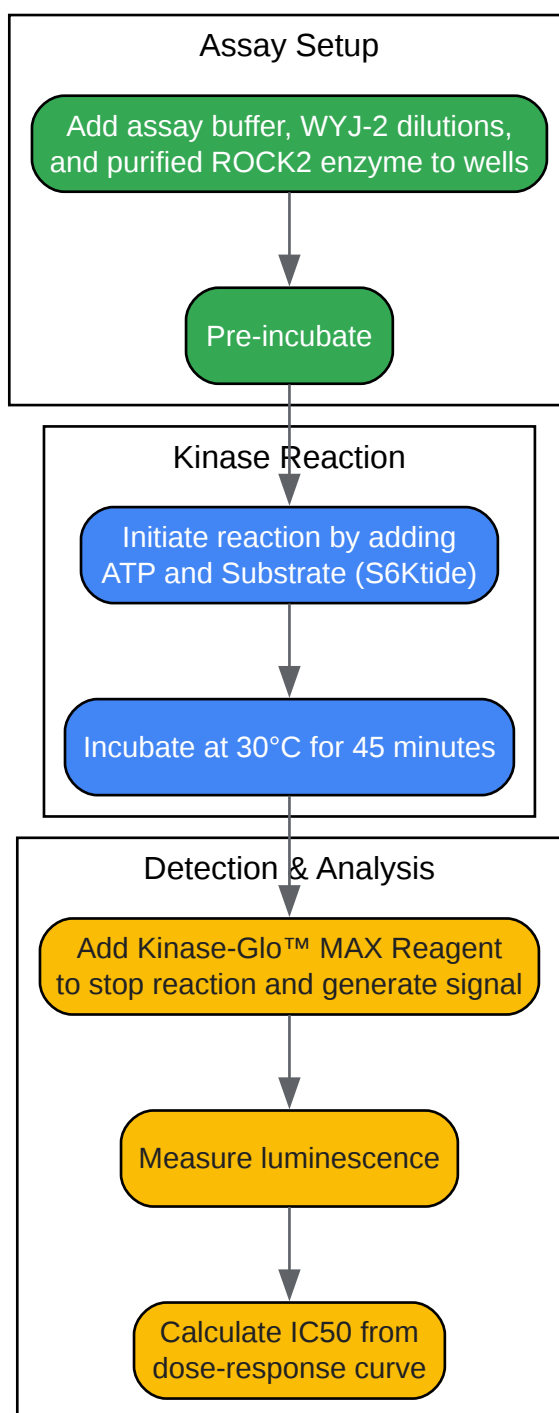 Assay Setup
Add assay buffer, WYJ-2 dilutions,
and purified ROCK2 enzyme to wells
Pre-incubate
Kinase Reaction
Initiate reaction by adding
ATP and Substrate (S6Ktide)
Incubate at 30°C for 45 minutes
Detection & Analysis
Add Kinase-Glo™ MAX Reagent
to stop reaction and generate signal
Measure luminescence
Calculate IC50 from
dose-response curve